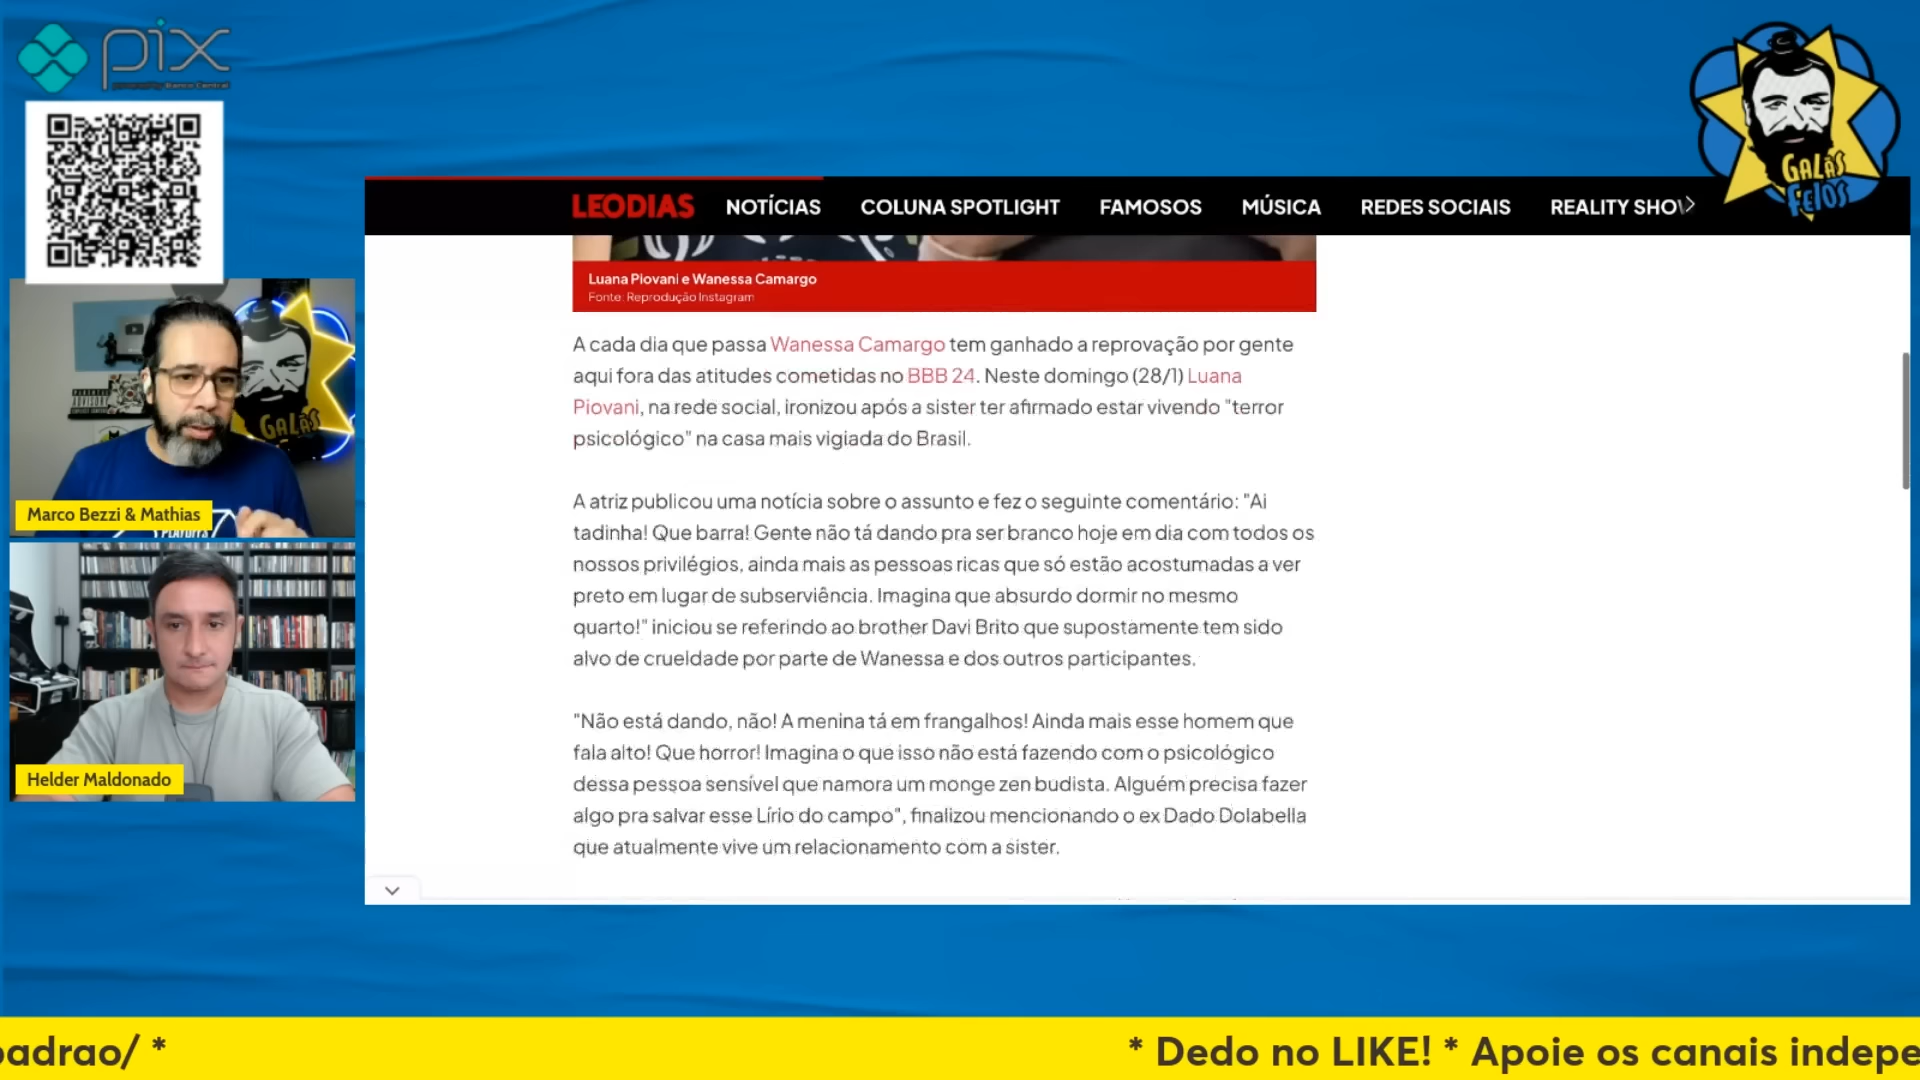 pix
powered by Banco Central
GALÃS
FEIOS
LEODIAS NOTÍCIAS COLUNA SPOTLIGHT FAMOSOS MÚSICA REDES SOCIAIS REALITY SHOW
Luana Piovani e Wanessa Camargo
Fonte: Reprodução Instagram
A cada dia que passa Wanessa Camargo tem ganhado a reprovação por gente
aqui fora das atitudes cometidas no BBB 24. Neste domingo (28/1) Luana
Piovani, na rede social, ironizou após a sister ter afirmado estar vivendo "terror
psicológico" na casa mais vigiada do Brasil.
A atriz publicou uma notícia sobre o assunto e fez o seguinte comentário: "Ai
tadinha! Que barra! Gente não tá dando pra ser branco hoje em dia com todos os
nossos privilégios, ainda mais as pessoas ricas que só estão acostumadas a ver
preto em lugar de subserviência. Imagina que absurdo dormir no mesmo
quarto!" iniciou se referindo ao brother Davi Brito que supostamente tem sido
alvo de crueldade por parte de Wanessa e dos outros participantes.
"Não está dando, não! A menina tá em frangalhos! Ainda mais esse homem que
fala alto! Que horror! Imagina o que isso não está fazendo com o psicológico
dessa pessoa sensível que namora um monge zen budista. Alguém precisa fazer
algo pra salvar esse Lírio do campo", finalizou mencionando o ex Dado Dolabella
que atualmente vive um relacionamento com a sister.
GALÃS
Marco Bezzi & Mathias
PLAYOFFS
Helder Maldonado
padrao/ * * Dedo no LIKE! * Apoie os canais indepe